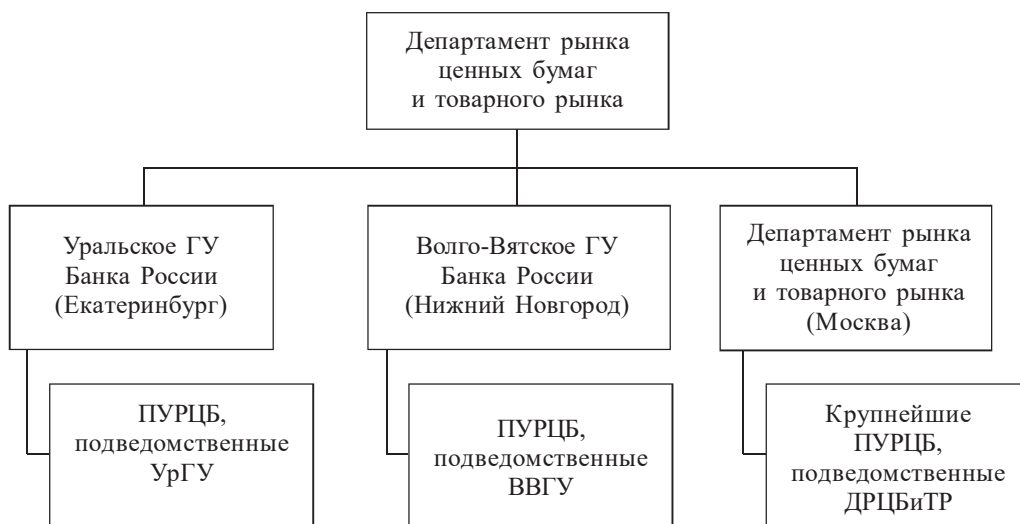 Департамент рынка
ценных бумаг
и товарного рынка
Уральское ГУ
Банка России
(Екатеринбург)
Волго-Вятское ГУ
Банка России
(Нижний Новгород)
Департамент рынка
ценных бумаг
и товарного рынка
(Москва)
ПУРЦБ,
подведомственные
УрГУ
ПУРЦБ,
подведомственные
ВВГУ
Крупнейшие
ПУРЦБ,
подведомственные
ДРЦБиТР